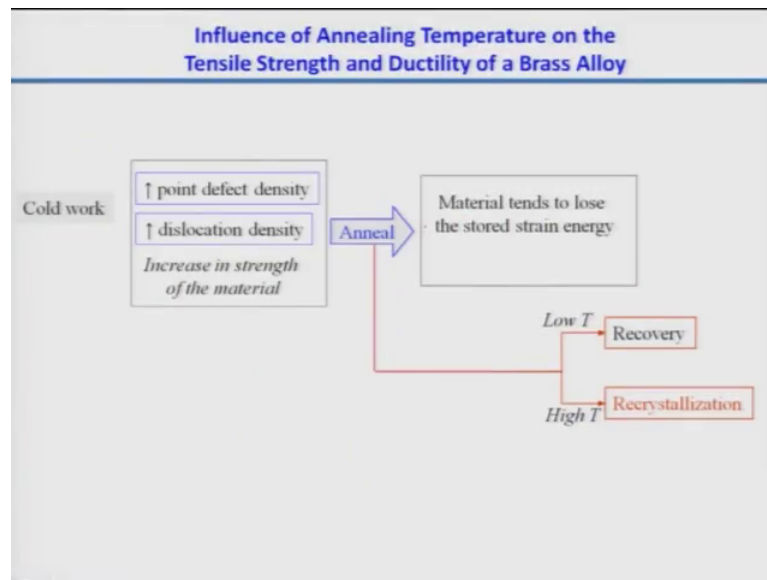 Influence of Annealing Temperature on the
Tensile Strength and Ductility of a Brass Alloy
Cold work
↑ point defect density
↑ dislocation density
Increase in strength
of the material
Anneal
Material tends to lose
the stored strain energy
Low T
Recovery
High T
Recrystallization